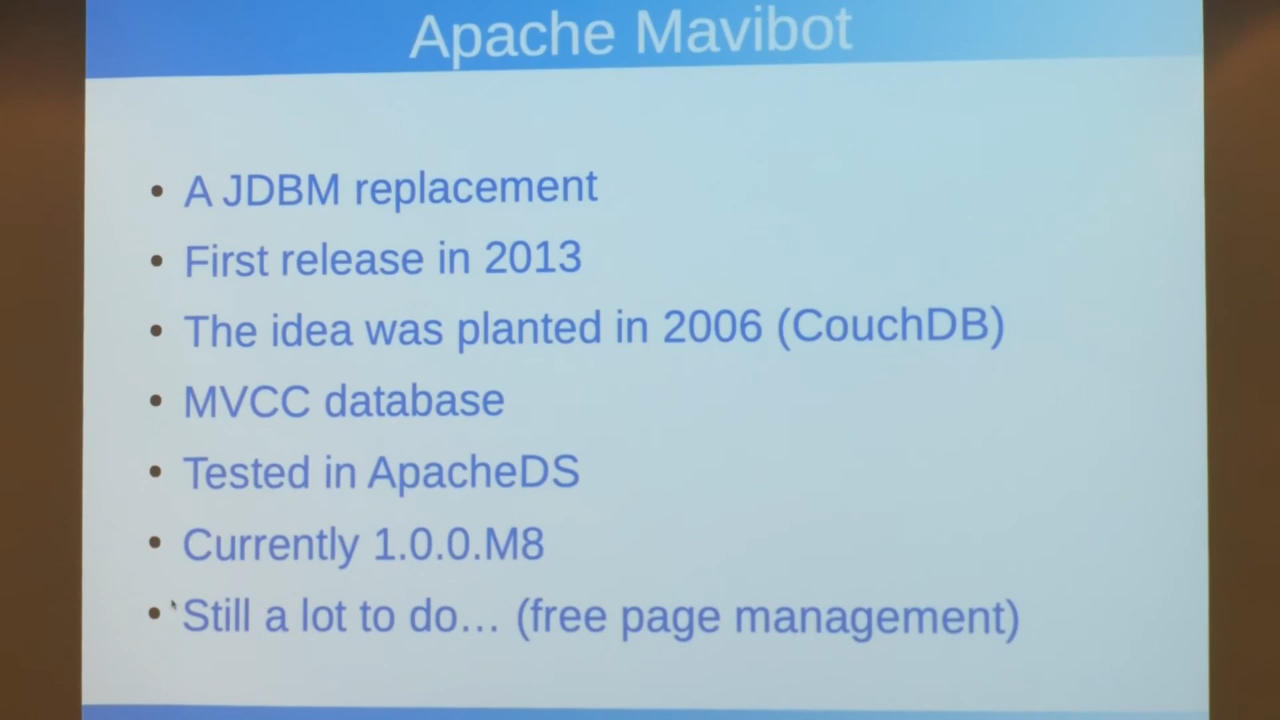 Apache Mavibot
• A JDBM replacement
• First release in 2013
• The idea was planted in 2006 (CouchDB)
• MVCC database
• Tested in ApacheDS
• Currently 1.0.0.M8
• Still a lot to do… (free page management)